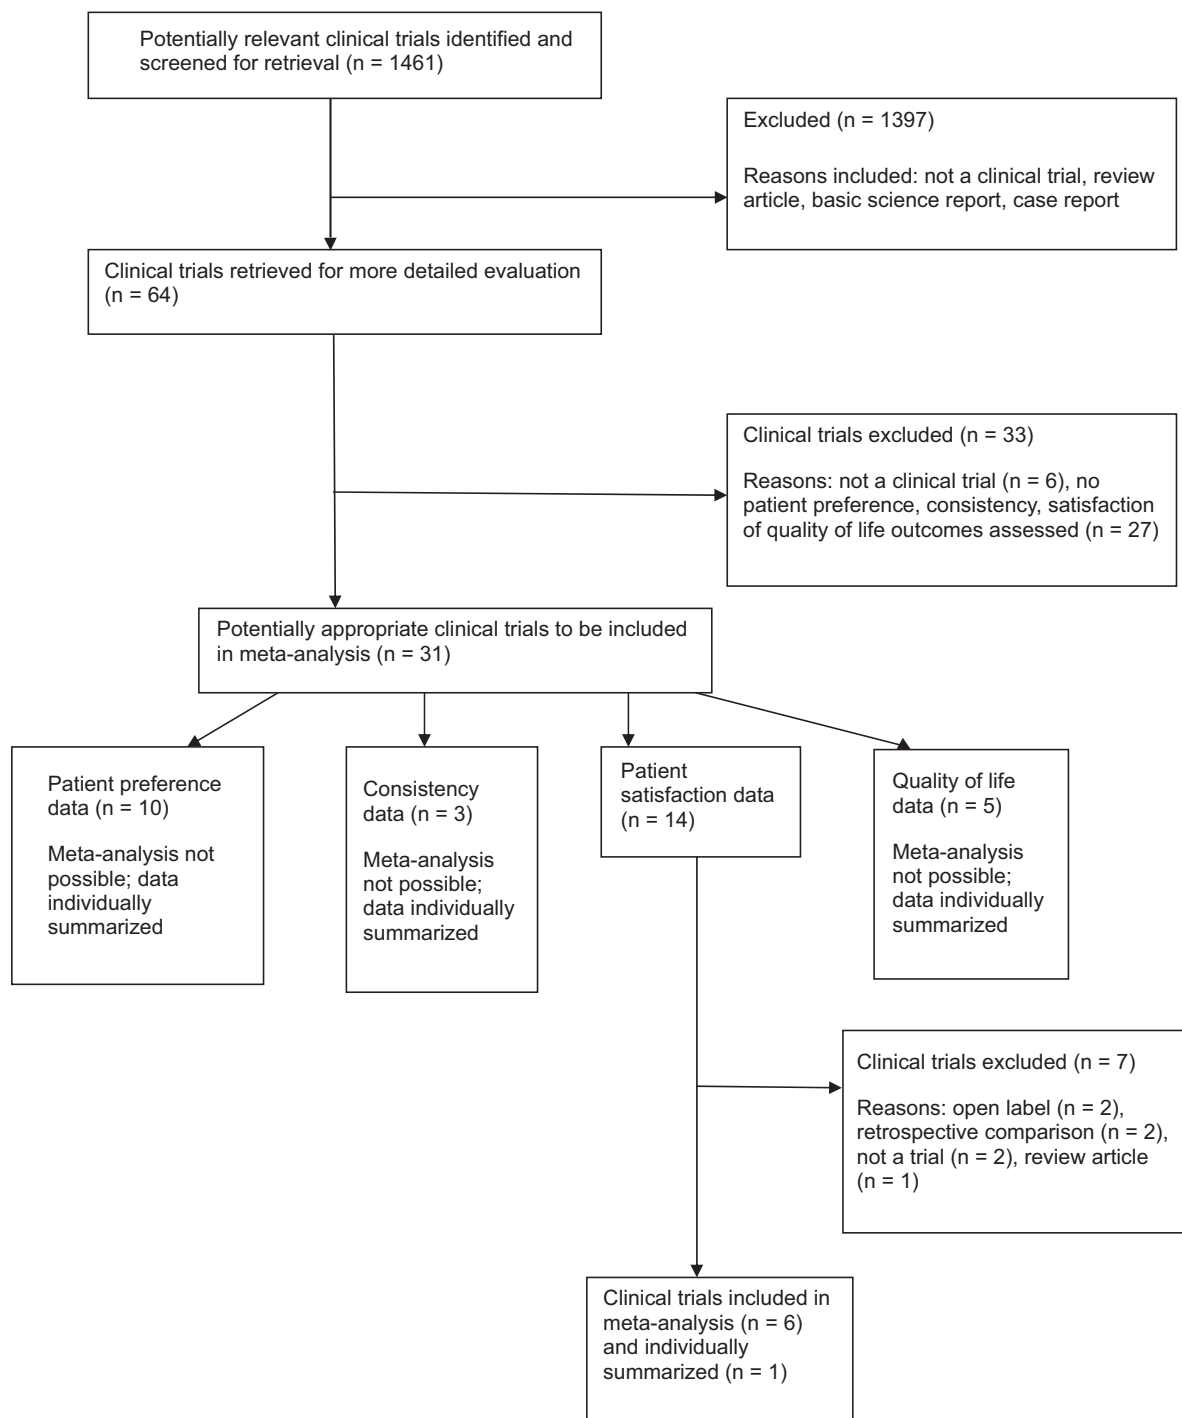 Potentially relevant clinical trials identified and
screened for retrieval (n = 1461)
Excluded (n = 1397)
Reasons included: not a clinical trial, review
article, basic science report, case report
Clinical trials retrieved for more detailed evaluation
(n = 64)
Clinical trials excluded (n = 33)
Reasons: not a clinical trial (n = 6), no
patient preference, consistency, satisfaction
of quality of life outcomes assessed (n = 27)
Potentially appropriate clinical trials to be included
in meta-analysis (n = 31)
Patient preference
data (n = 10)
Meta-analysis not
possible; data
individually
summarized
Consistency
data (n = 3)
Meta-analysis
not possible;
data individually
summarized
Patient
satisfaction data
(n = 14)
Quality of life
data (n = 5)
Meta-analysis
not possible;
data individually
summarized
Clinical trials excluded (n = 7)
Reasons: open label (n = 2),
retrospective comparison (n = 2),
not a trial (n = 2), review article
(n = 1)
Clinical trials included in
meta-analysis (n = 6)
and individually
summarized (n = 1)